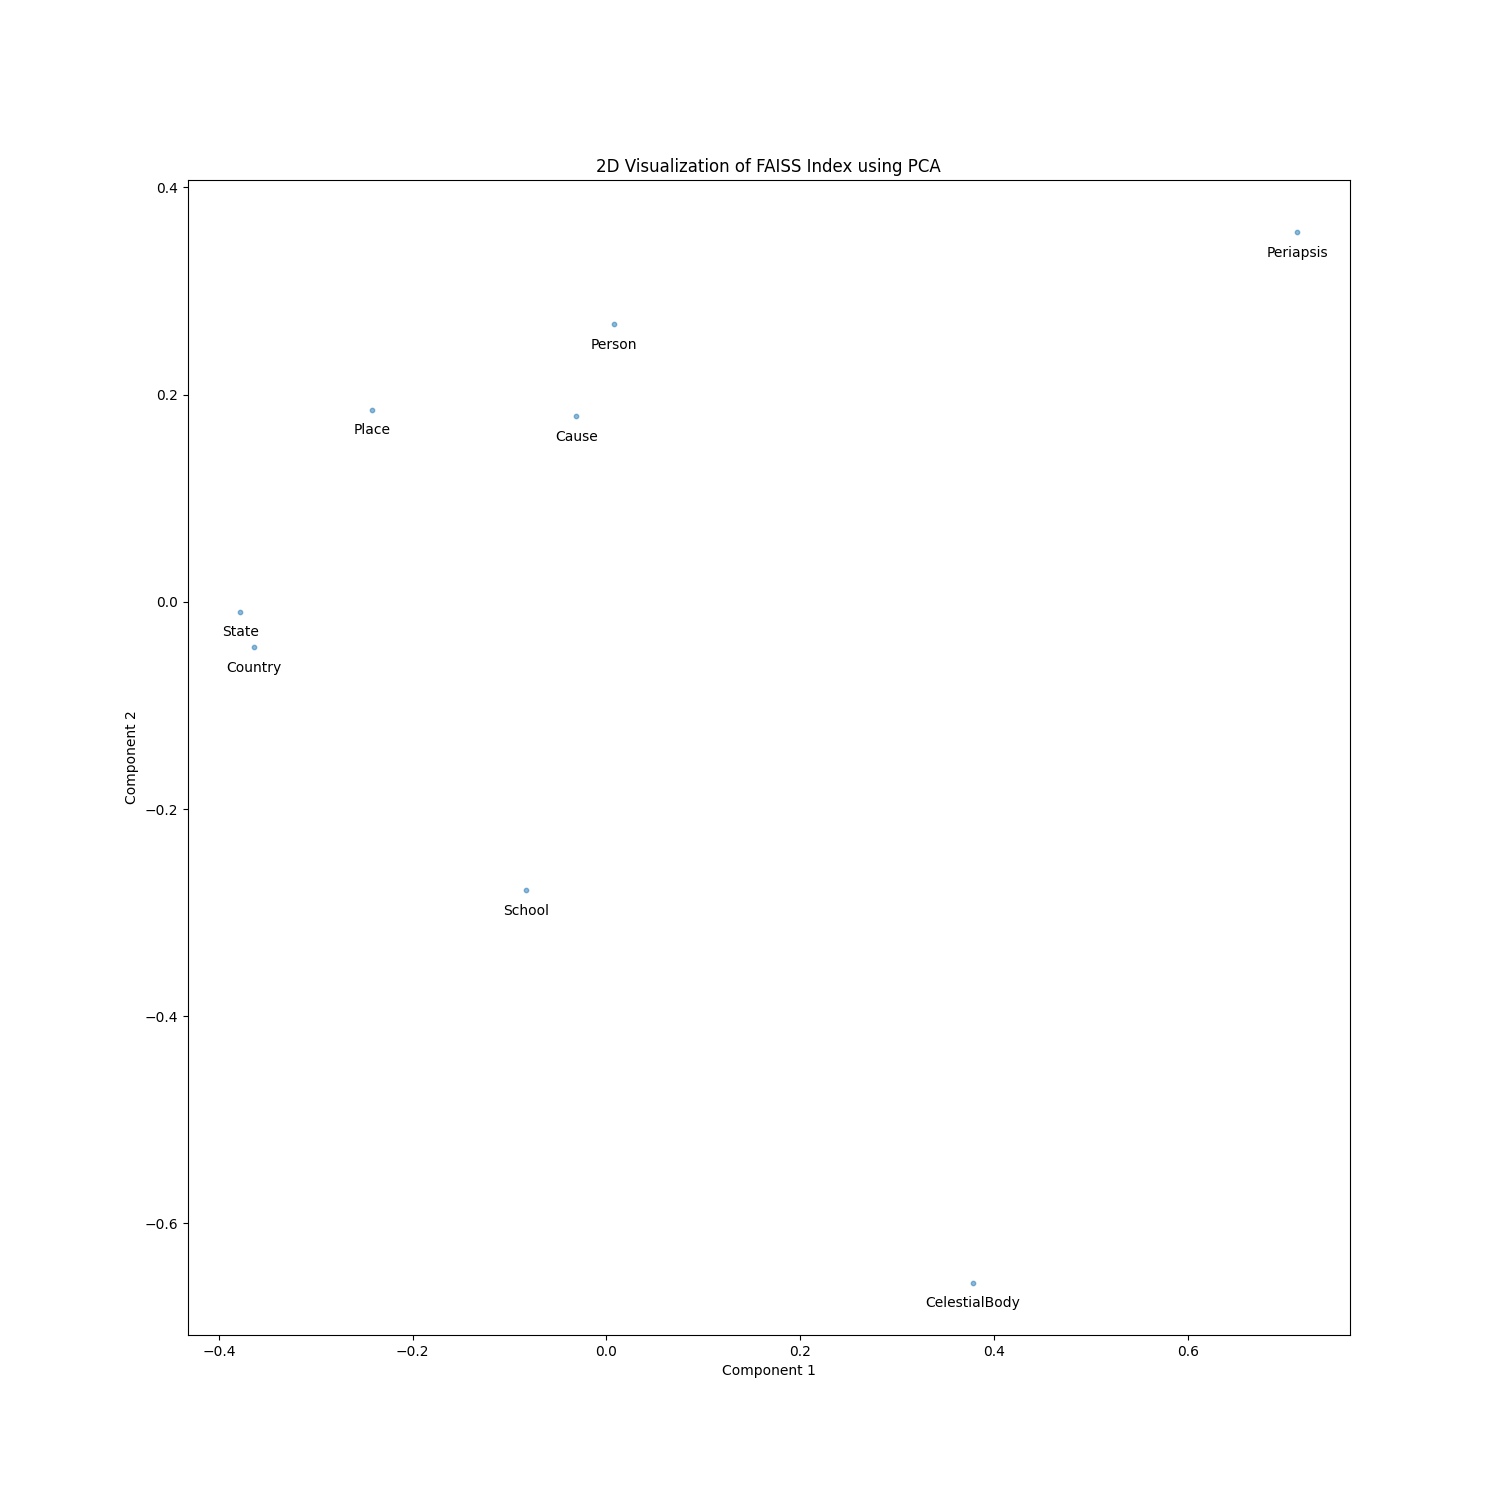 2D Visualization of FAISS Index using PCA
0.4
Periapsis
Person
0.2
Place
Cause
0.0
State
Country
Component 2
−0.2
School
−0.4
−0.6
CelestialBody
−0.4 −0.2 0.0 0.2 0.4 0.6
Component 1